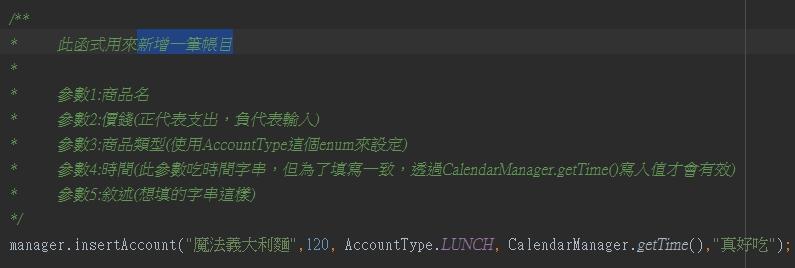 /**
* 此函式用來新增一筆帳目
*
* 參數1:商品名
* 參數2:價錢(正代表支出，負代表輸入)
* 參數3:商品類型(使用AccountType這個enum來設定)
* 參數4:時間(此參數吃時間字串，但為了填寫一致，透過CalendarManager.getTime()寫入值才會有效)
* 參數5:敘述(想填的字串這樣)
*/
manager.insertAccount("魔法義大利麵",120, AccountType.LUNCH, CalendarManager.getTime(),"真好吃");